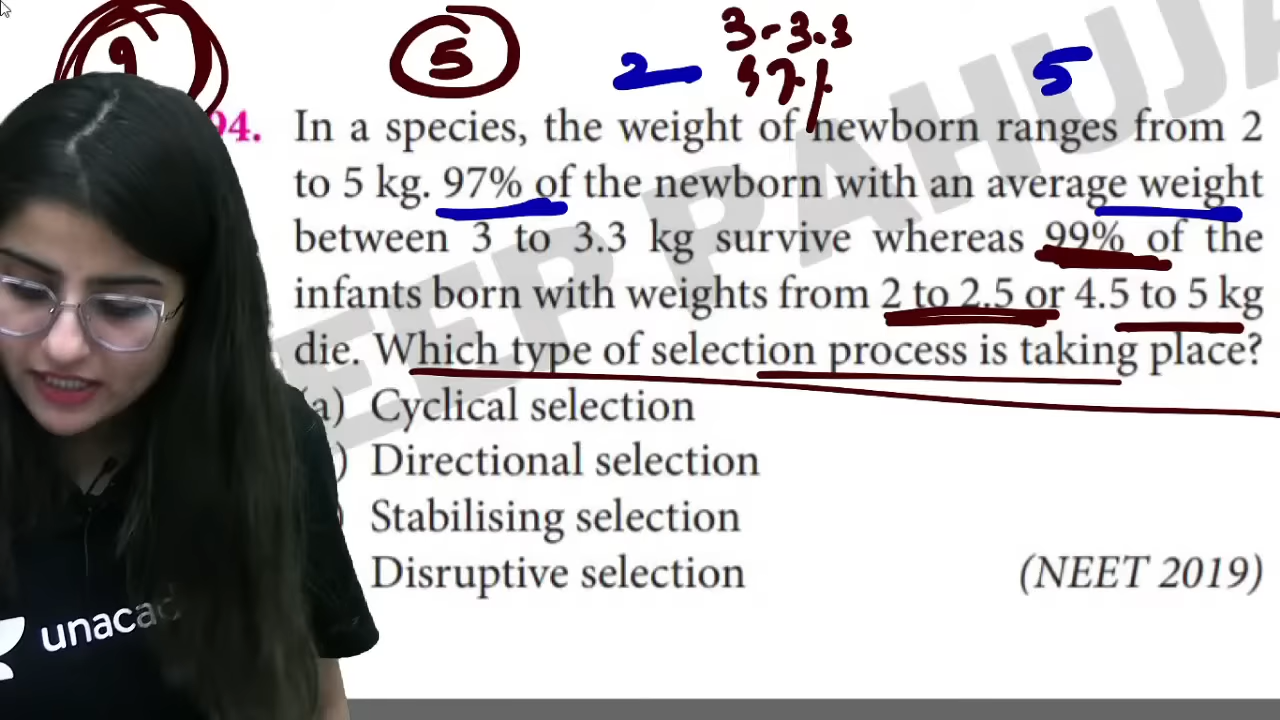 9 5 2 - 3-3.3 5
97%
94. In a species, the weight of newborn ranges from 2
to 5 kg. 97% of the newborn with an average weight
between 3 to 3.3 kg survive whereas 99% of the
infants born with weights from 2 to 2.5 or 4.5 to 5 kg
die. Which type of selection process is taking place?
a) Cyclical selection
) Directional selection
) Stabilising selection
Disruptive selection (NEET 2019)
EEP PAHUJA
unacad